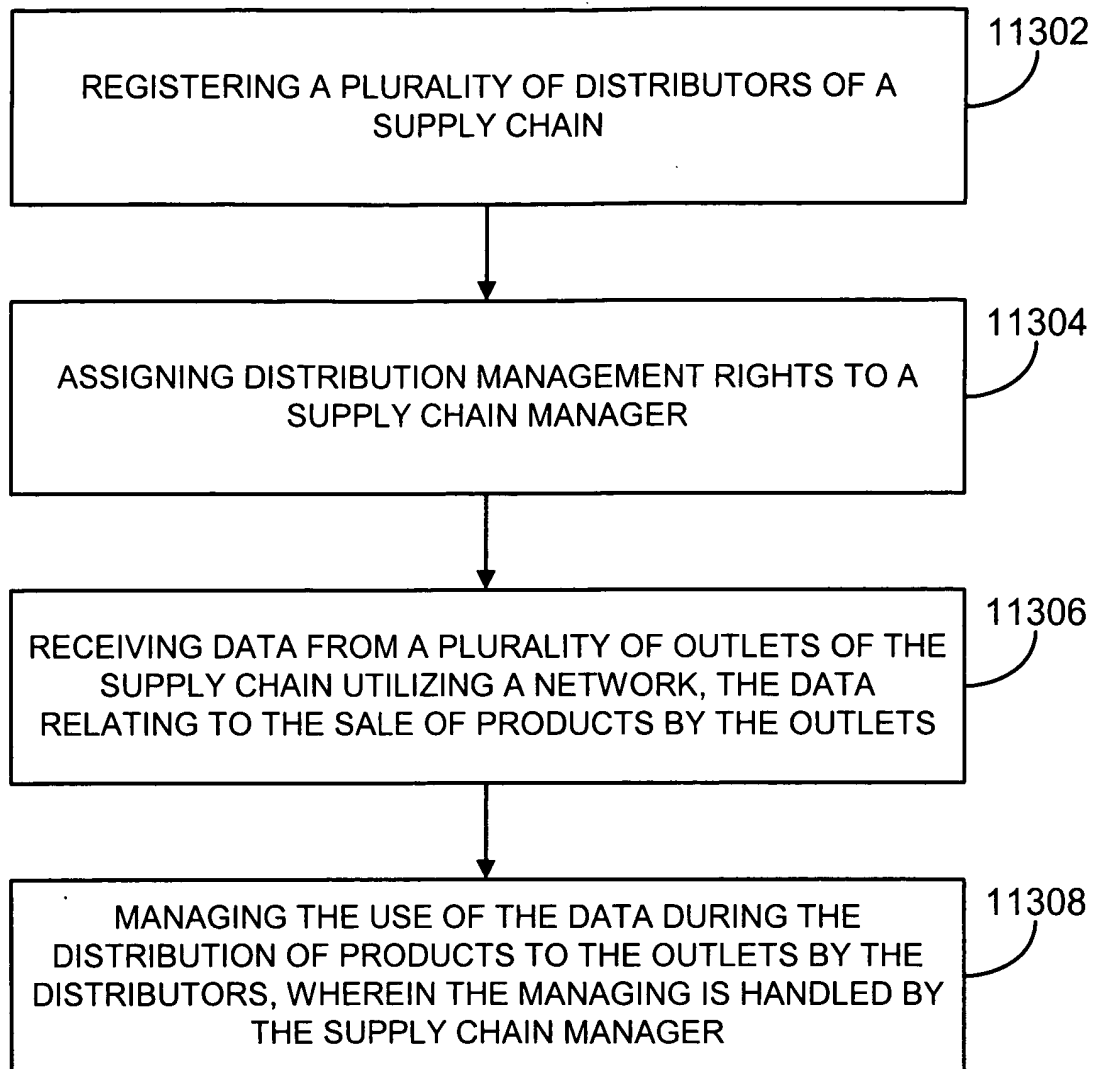 11302
REGISTERING A PLURALITY OF DISTRIBUTORS OF A
SUPPLY CHAIN
11304
ASSIGNING DISTRIBUTION MANAGEMENT RIGHTS TO A
SUPPLY CHAIN MANAGER
11306
RECEIVING DATA FROM A PLURALITY OF OUTLETS OF THE
SUPPLY CHAIN UTILIZING A NETWORK, THE DATA
RELATING TO THE SALE OF PRODUCTS BY THE OUTLETS
11308
MANAGING THE USE OF THE DATA DURING THE
DISTRIBUTION OF PRODUCTS TO THE OUTLETS BY THE
DISTRIBUTORS, WHEREIN THE MANAGING IS HANDLED BY
THE SUPPLY CHAIN MANAGER